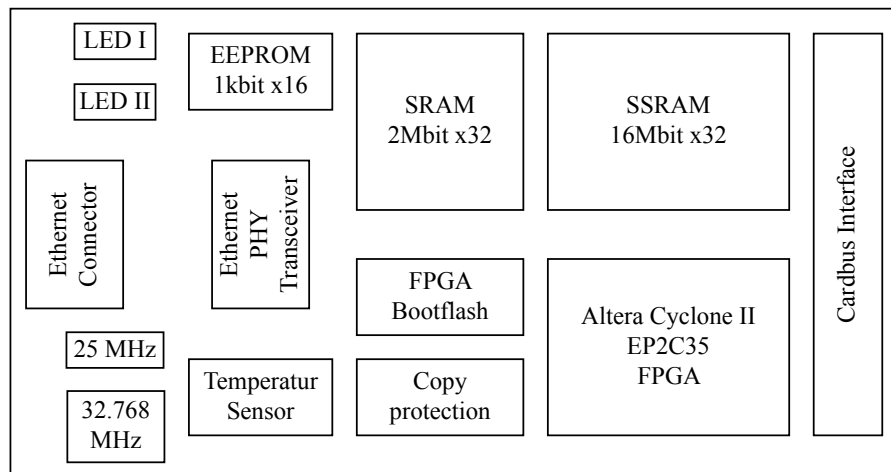 LED I
LED II
EEPROM
1kbit x16
SRAM
2Mbit x32
SSRAM
16Mbit x32
Ethernet
Connector
Ethernet
PHY
Transceiver
FPGA
Bootflash
Altera Cyclone II
EP2C35
FPGA
Cardbus Interface
25 MHz
32.768
MHz
Temperatur
Sensor
Copy
protection